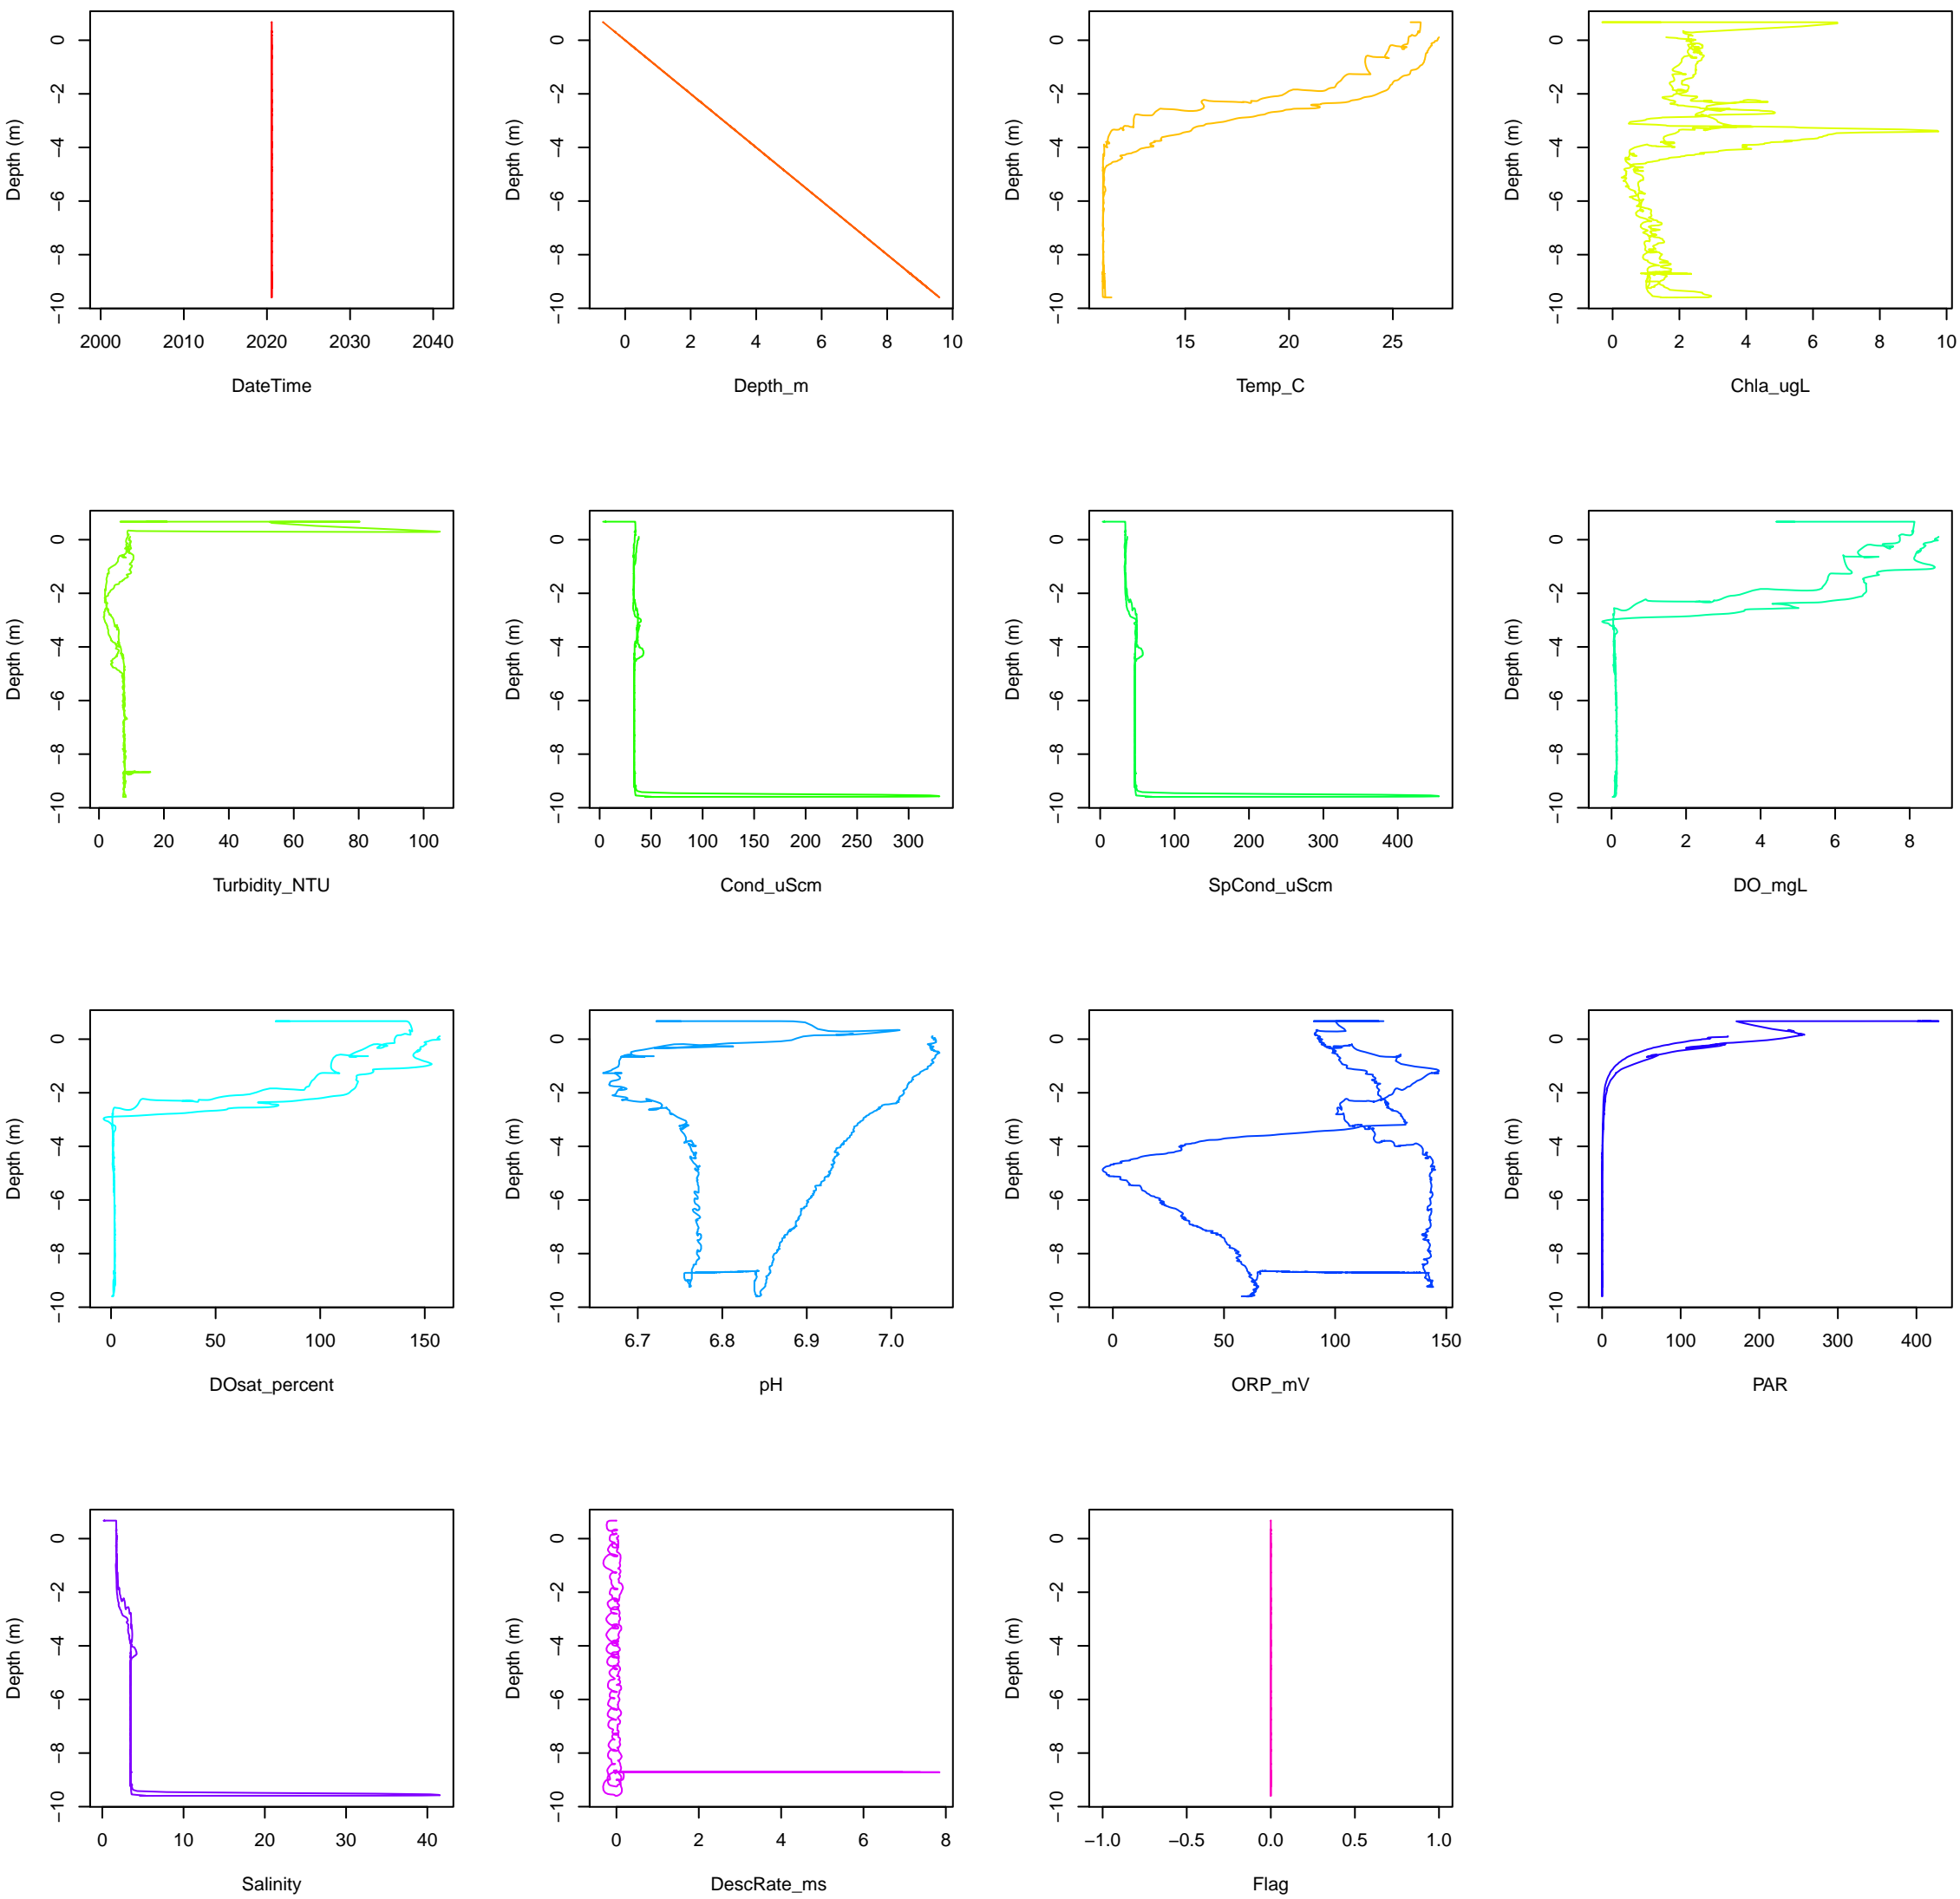 Depth (m)
0
−2
−4
−6
−8
−10
2000 2010 2020 2030 2040
DateTime
Depth (m)
0
−2
−4
−6
−8
−10
0 2 4 6 8 10
Depth_m
Depth (m)
0
−2
−4
−6
−8
−10
15 20 25
Temp_C
Depth (m)
0
−2
−4
−6
−8
−10
0 2 4 6 8 10
Chla_ugL
Depth (m)
0
−2
−4
−6
−8
−10
0 20 40 60 80 100
Turbidity_NTU
Depth (m)
0
−2
−4
−6
−8
−10
0 50 100 150 200 250 300
Cond_uScm
Depth (m)
0
−2
−4
−6
−8
−10
0 100 200 300 400
SpCond_uScm
Depth (m)
0
−2
−4
−6
−8
−10
0 2 4 6 8
DO_mgL
Depth (m)
0
−2
−4
−6
−8
−10
0 50 100 150
DOsat_percent
Depth (m)
0
−2
−4
−6
−8
−10
6.7 6.8 6.9 7.0
pH
Depth (m)
0
−2
−4
−6
−8
−10
0 50 100 150
ORP_mV
Depth (m)
0
−2
−4
−6
−8
−10
0 100 200 300 400
PAR
Depth (m)
0
−2
−4
−6
−8
−10
0 10 20 30 40
Salinity
Depth (m)
0
−2
−4
−6
−8
−10
0 2 4 6 8
DescRate_ms
Depth (m)
0
−2
−4
−6
−8
−10
−1.0 −0.5 0.0 0.5 1.0
Flag